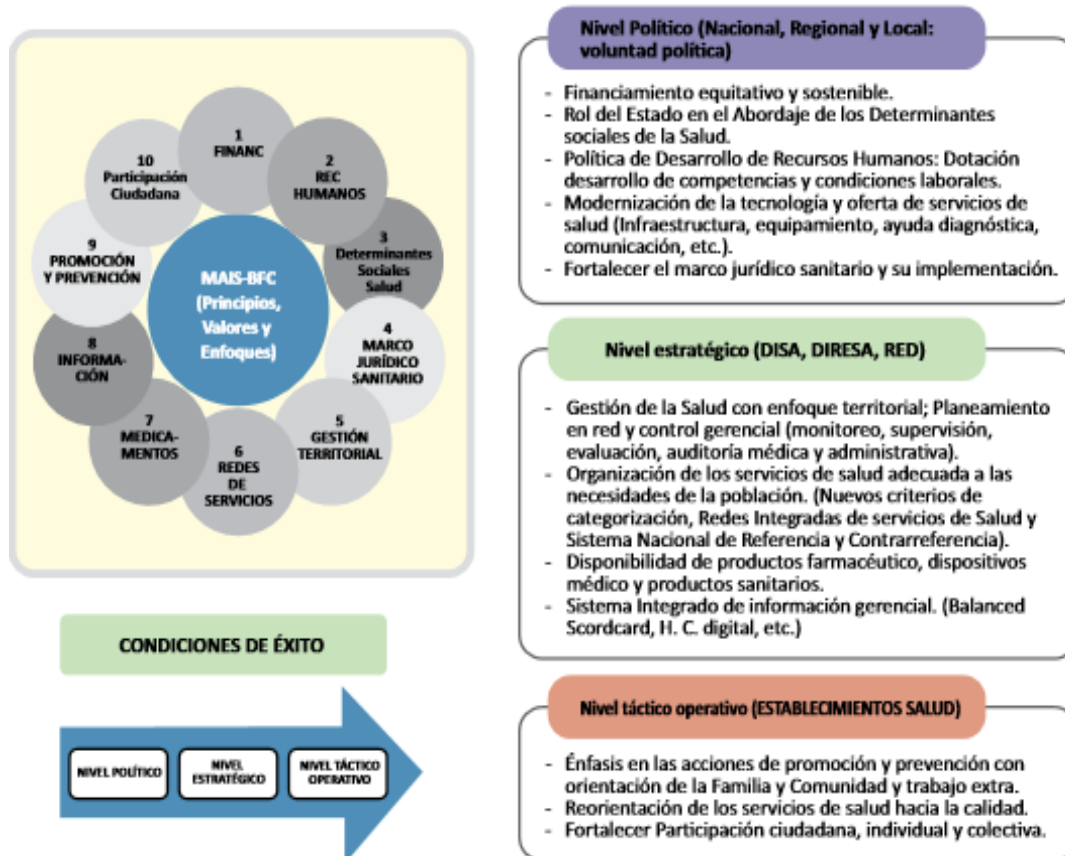 1
FINANC
2
REC
HUMANOS
3
Determinantes
Sociales
Salud
4
MARCO
JURÍDICO
SANITARIO
5
GESTIÓN
TERRITORIAL
6
REDES
DE
SERVICIOS
7
MEDICA-
MENTOS
8
INFORMA-
CIÓN
9
PROMOCIÓN
Y PREVENCIÓN
10
Participación
Ciudadana
MAIS-BFC
(Principios,
Valores y
Enfoques)
CONDICIONES DE ÉXITO
NIVEL POLÍTICO
NIVEL
ESTRATÉGICO
NIVEL TÁCTICO
OPERATIVO
Nivel Político (Nacional, Regional y Local:
voluntad política)
- Financiamiento equitativo y sostenible.
- Rol del Estado en el Abordaje de los Determinantes
sociales de la Salud.
- Política de Desarrollo de Recursos Humanos: Dotación
desarrollo de competencias y condiciones laborales.
- Modernización de la tecnología y oferta de servicios de
salud (Infraestructura, equipamiento, ayuda diagnóstica,
comunicación, etc.).
- Fortalecer el marco jurídico sanitario y su implementación.
Nivel estratégico (DISA, DIRESA, RED)
- Gestión de la Salud con enfoque territorial; Planeamiento
en red y control gerencial (monitoreo, supervisión,
evaluación, auditoría médica y administrativa).
- Organización de los servicios de salud adecuada a las
necesidades de la población. (Nuevos criterios de
categorización, Redes Integradas de servicios de Salud y
Sistema Nacional de Referencia y Contrarreferencia).
- Disponibilidad de productos farmacéutico, dispositivos
médico y productos sanitarios.
- Sistema Integrado de información gerencial. (Balanced
Scordcard, H. C. digital, etc.)
Nivel táctico operativo (ESTABLECIMIENTOS SALUD)
- Énfasis en las acciones de promoción y prevención con
orientación de la Familia y Comunidad y trabajo extra.
- Reorientación de los servicios de salud hacia la calidad.
- Fortalecer Participación ciudadana, individual y colectiva.